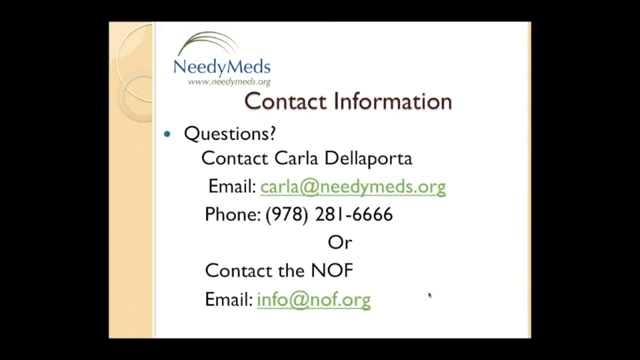 NeedyMeds
www.needymeds.org
Contact Information
• Questions?
Contact Carla Dellaporta
Email: carla@needymeds.org
Phone: (978) 281-6666
Or
Contact the NOF
Email: info@nof.org